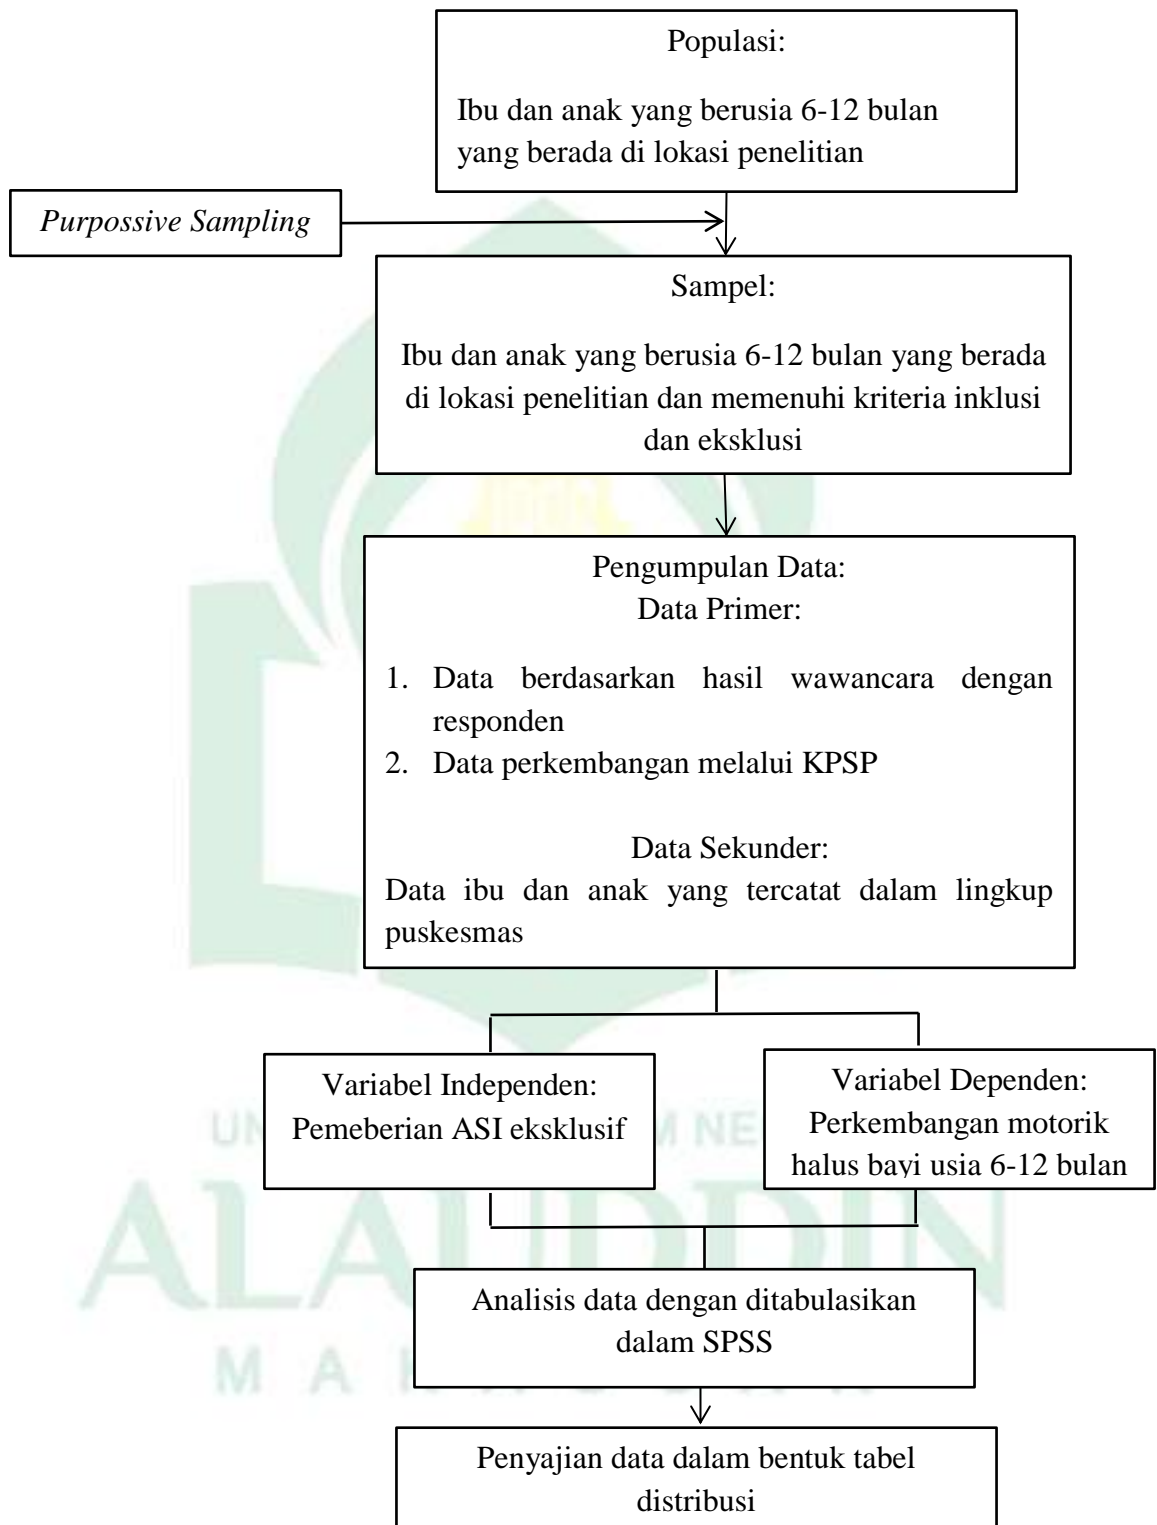 Populasi:
Ibu dan anak yang berusia 6-12 bulan
yang berada di lokasi penelitian
Purpossive Sampling
Sampel:
Ibu dan anak yang berusia 6-12 bulan yang berada
di lokasi penelitian dan memenuhi kriteria inklusi
dan eksklusi
Pengumpulan Data:
Data Primer:
1. Data berdasarkan hasil wawancara dengan
responden
2. Data perkembangan melalui KPSP
Data Sekunder:
Data ibu dan anak yang tercatat dalam lingkup
puskesmas
Variabel Independen:
Pemeberian ASI eksklusif
Variabel Dependen:
Perkembangan motorik
halus bayi usia 6-12 bulan
ALAUDDIN
Analisis data dengan ditabulasikan
dalam SPSS
Penyajian data dalam bentuk tabel
distribusi